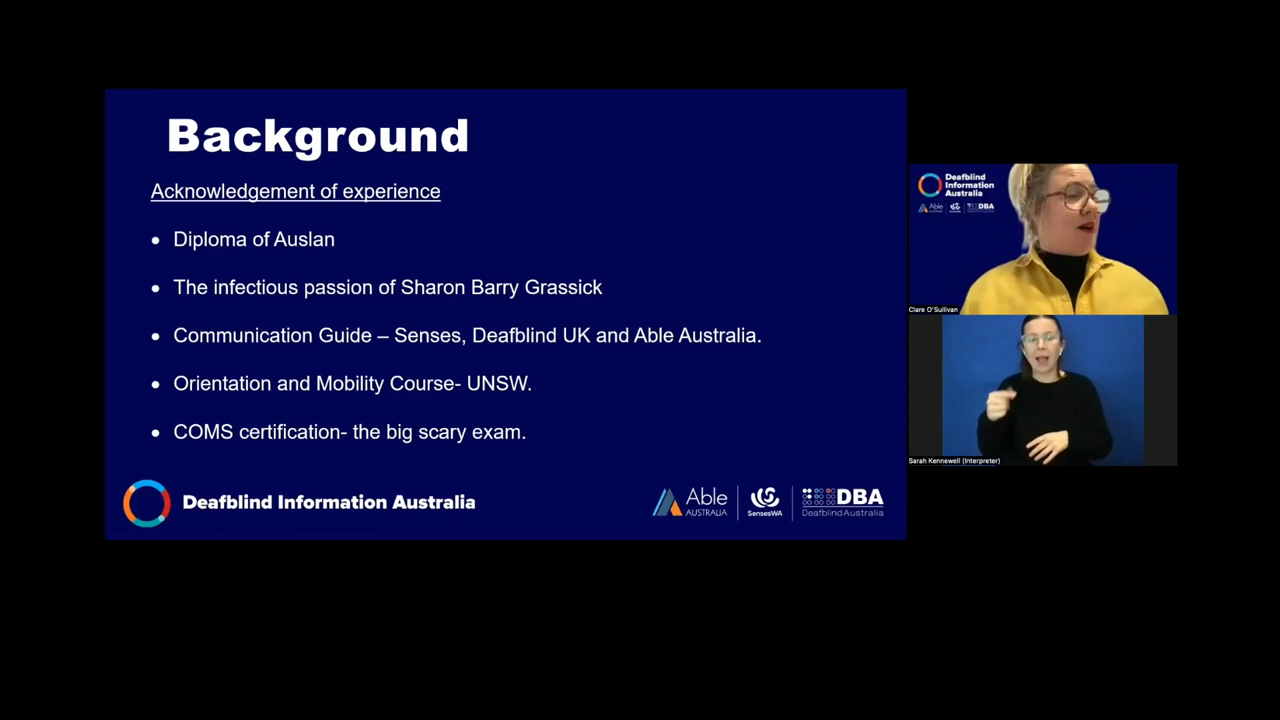 Background
Acknowledgement of experience
• Diploma of Auslan
• The infectious passion of Sharon Barry Grassick
• Communication Guide – Senses, Deafblind UK and Able Australia.
• Orientation and Mobility Course- UNSW.
• COMS certification- the big scary exam.
Deafblind Information Australia
Able
AUSTRALIA
SensesWA
DBA
Deafblind Australia
Deafblind
Information
Australia
Able
DBA
Clare O'Sullivan
Sarah Kennewell (Interpreter)